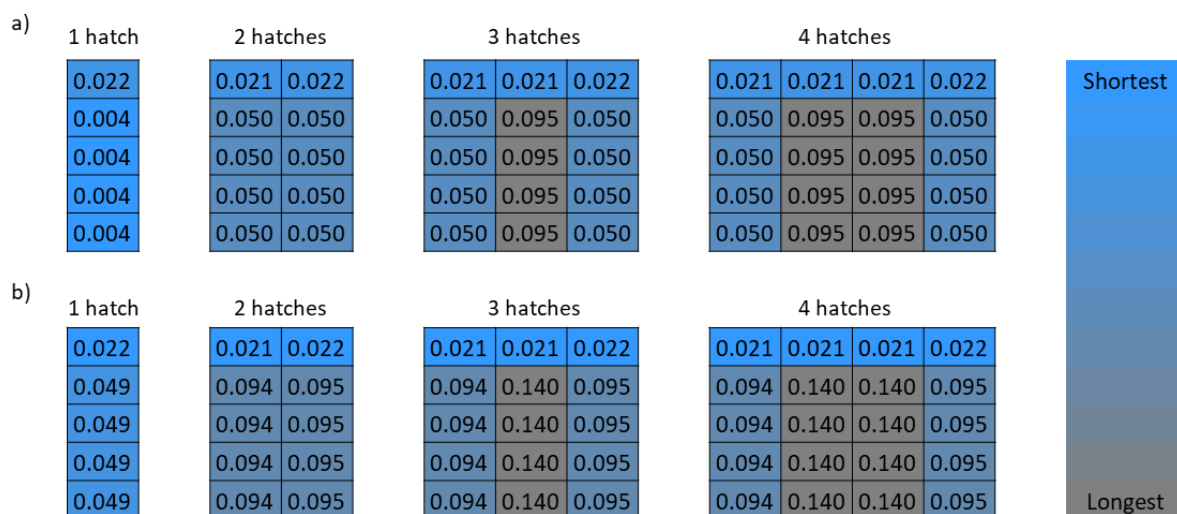 a)
1 hatch 2 hatches 3 hatches 4 hatches
0.022 0.021 0.022 0.021 0.021 0.022 0.021 0.021 0.021 0.022 Shortest
0.004 0.050 0.050 0.050 0.095 0.050 0.050 0.095 0.095 0.050
0.004 0.050 0.050 0.050 0.095 0.050 0.050 0.095 0.095 0.050
0.004 0.050 0.050 0.050 0.095 0.050 0.050 0.095 0.095 0.050
0.004 0.050 0.050 0.050 0.095 0.050 0.050 0.095 0.095 0.050
b)
1 hatch 2 hatches 3 hatches 4 hatches
0.022 0.021 0.022 0.021 0.021 0.022 0.021 0.021 0.021 0.022
0.049 0.094 0.095 0.094 0.140 0.095 0.094 0.140 0.140 0.095
0.049 0.094 0.095 0.094 0.140 0.095 0.094 0.140 0.140 0.095
0.049 0.094 0.095 0.094 0.140 0.095 0.094 0.140 0.140 0.095
0.049 0.094 0.095 0.094 0.140 0.095 0.094 0.140 0.140 0.095 Longest